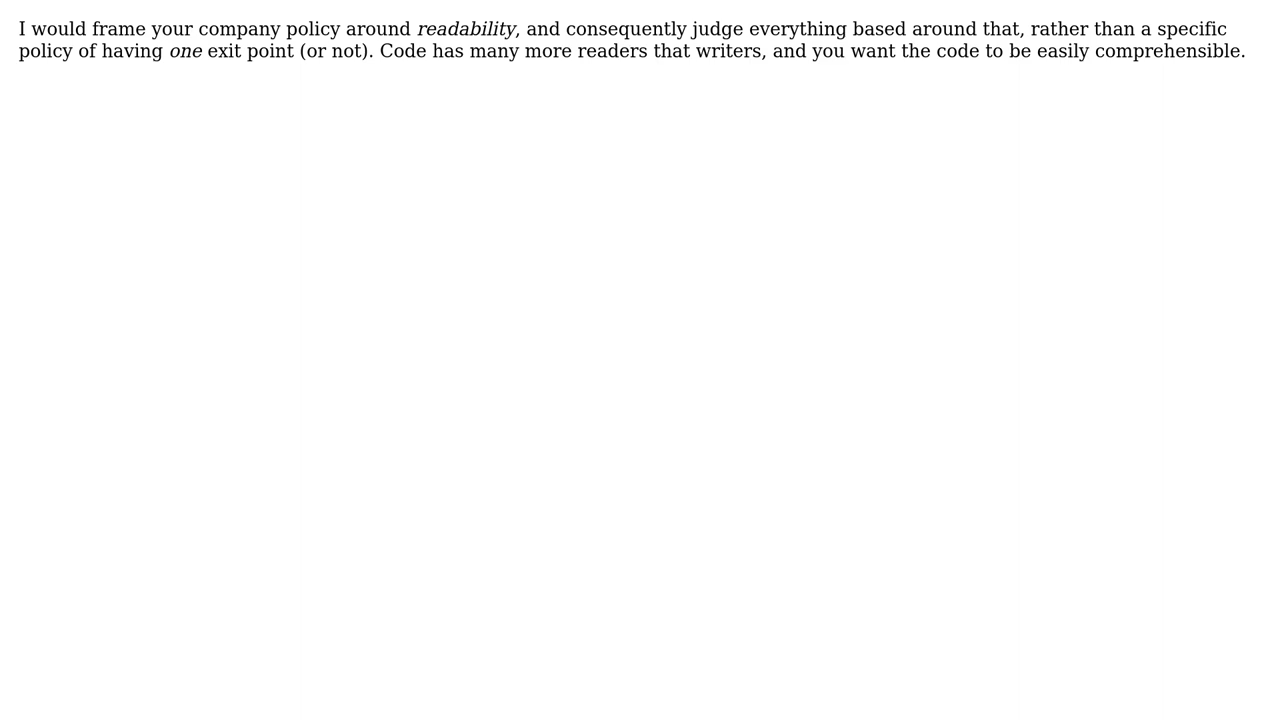 I would frame your company policy around readability, and consequently judge everything based around that, rather than a specific
policy of having one exit point (or not). Code has many more readers that writers, and you want the code to be easily comprehensible.